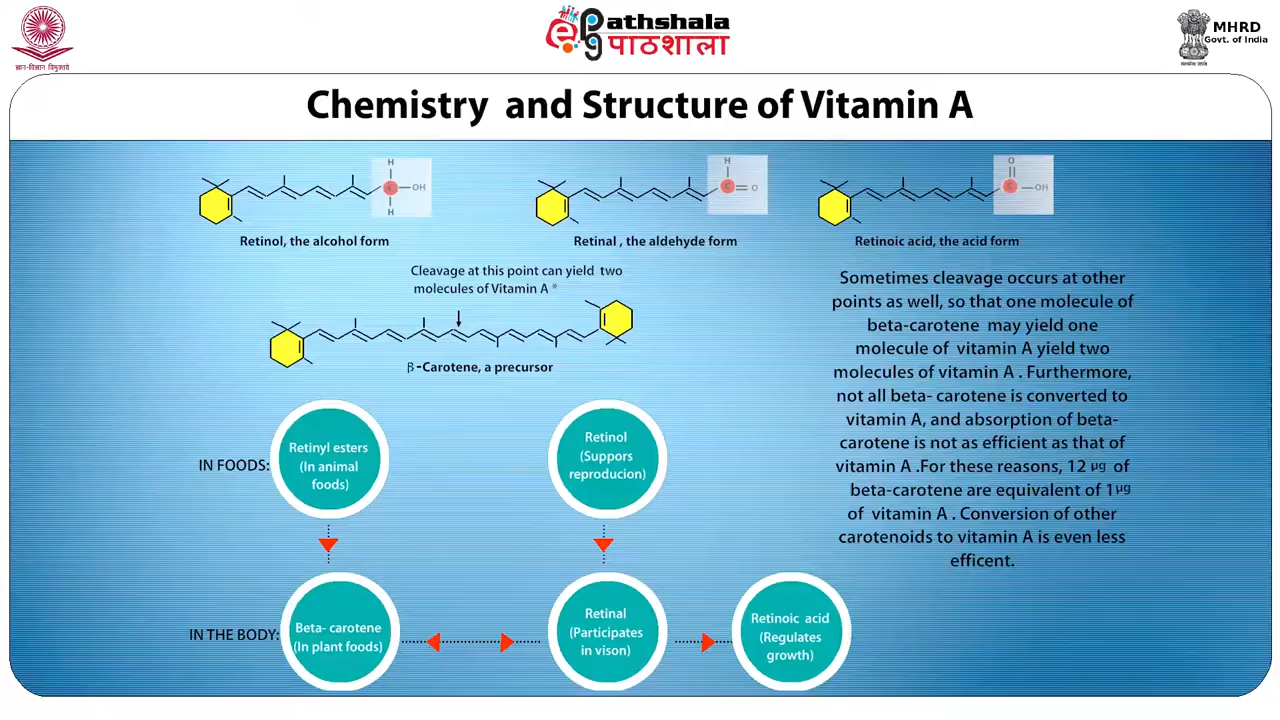 ज्ञान-विज्ञान विमुक्तये
ePathshala
पाठशाला
MHRD
Govt. of India
सत्यमेव जयते
Chemistry and Structure of Vitamin A
H
C
OH
H
Retinol, the alcohol form
H
C
O
Retinal , the aldehyde form
O
C
OH
Retinoic acid, the acid form
Cleavage at this point can yield two
molecules of Vitamin A *
β -Carotene, a precursor
Sometimes cleavage occurs at other
points as well, so that one molecule of
beta-carotene may yield one
molecule of vitamin A yield two
molecules of vitamin A . Furthermore,
not all beta- carotene is converted to
vitamin A, and absorption of beta-
carotene is not as efficient as that of
vitamin A .For these reasons, 12 µg of
beta-carotene are equivalent of 1µg
of vitamin A . Conversion of other
carotenoids to vitamin A is even less
efficent.
IN FOODS:
Retinyl esters
(In animal
foods)
Retinol
(Suppors
reproducion)
IN THE BODY:
Beta- carotene
(In plant foods)
Retinal
(Participates
in vison)
Retinoic acid
(Regulates
growth)